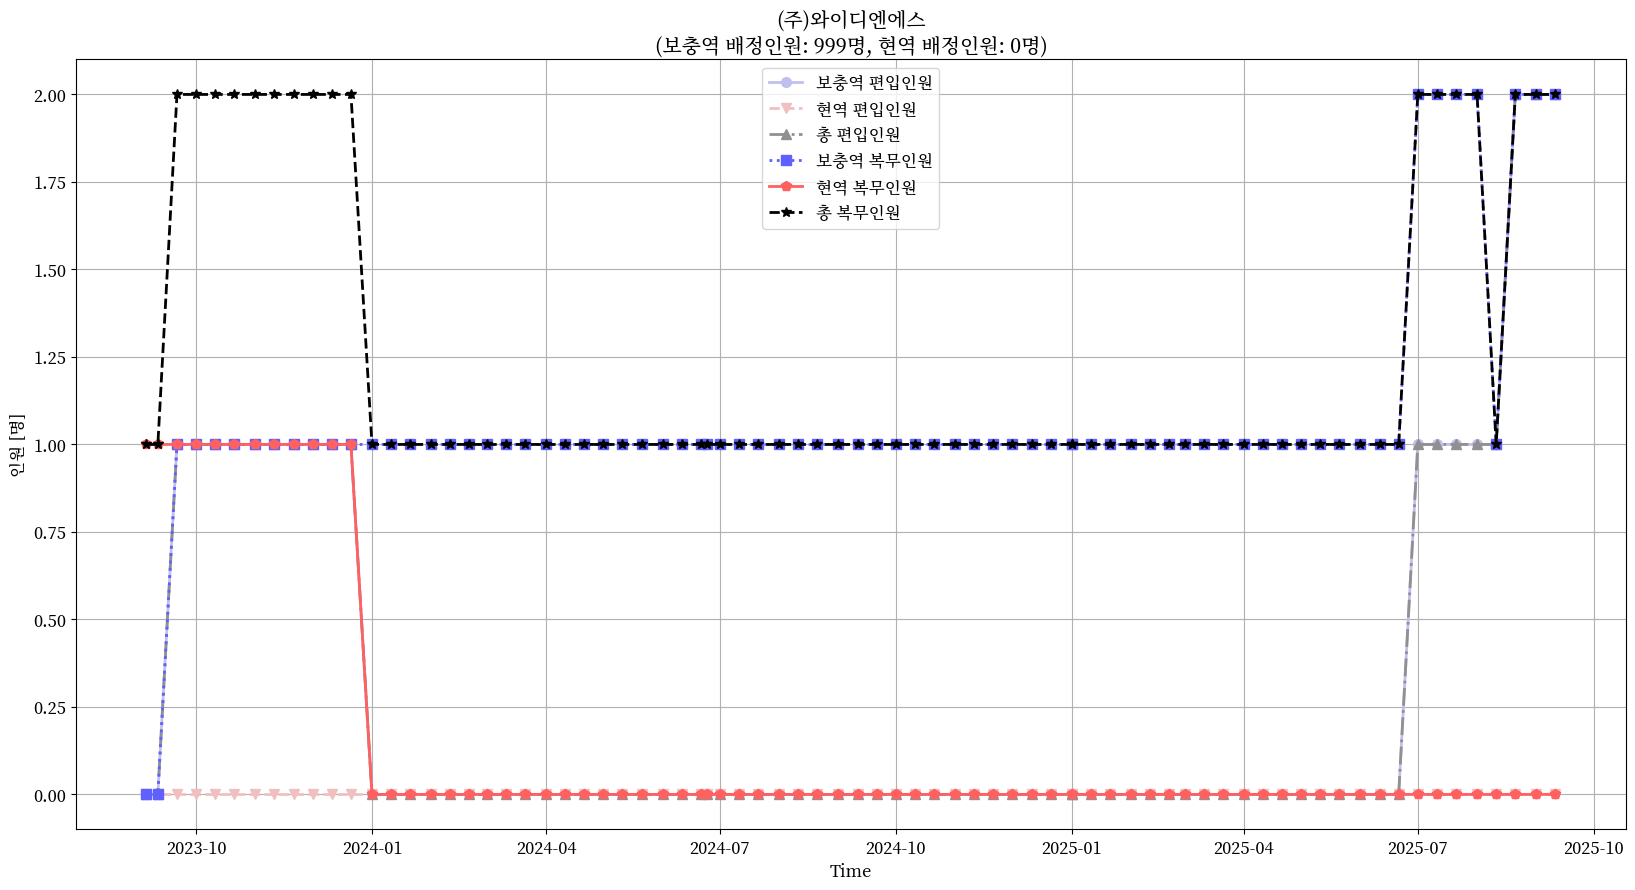 (주)와이디엔에스
(보충역 배정인원: 999명, 현역 배정인원: 0명)
보충역 편입인원
현역 편입인원
총 편입인원
보충역 복무인원
현역 복무인원
총 복무인원
2.00
1.75
1.50
1.25
1.00
0.75
0.50
0.25
0.00
인원 [명]
2023-10
2024-01
2024-04
2024-07
2024-10
2025-01
2025-04
2025-07
2025-10
Time